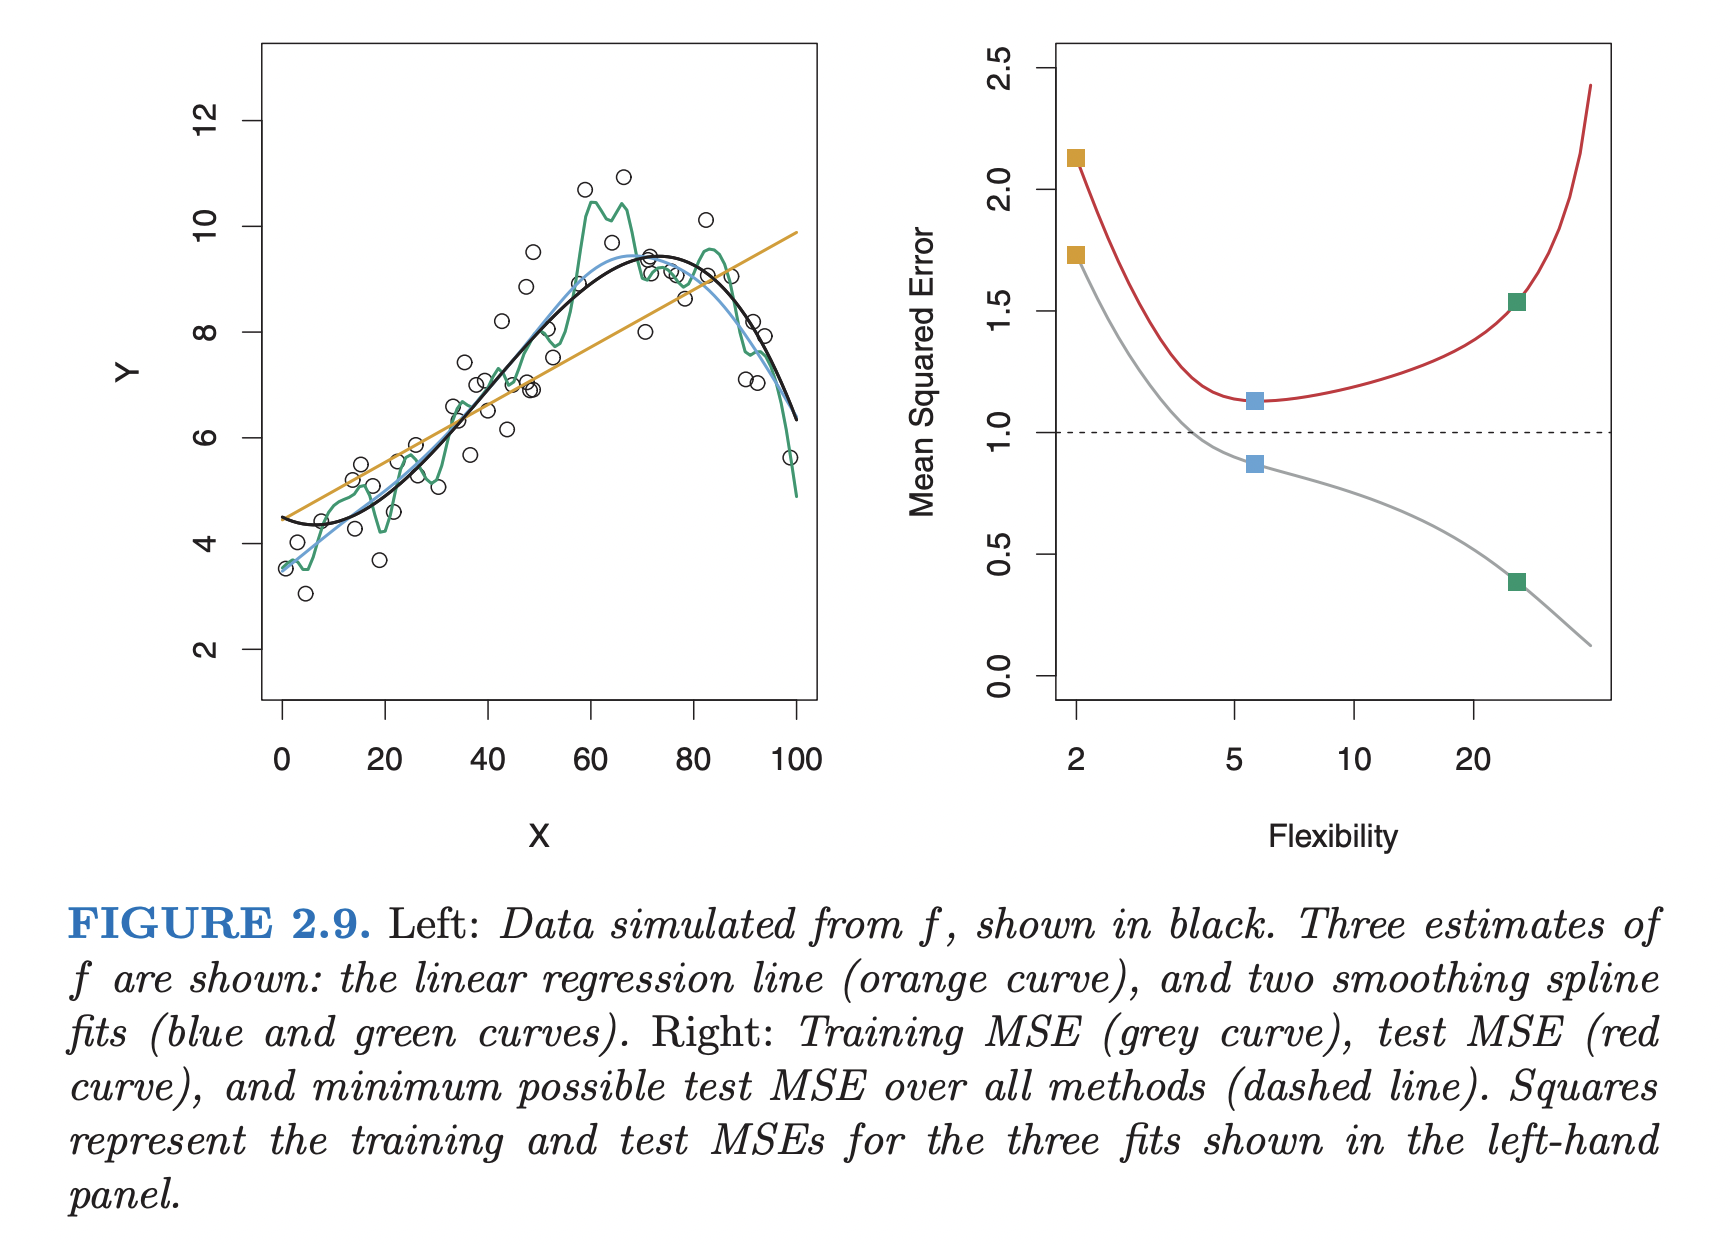 12
10
8
6
4
2
Y
0 20 40 60 80 100
X
2.5
2.0
1.5
1.0
0.5
0.0
Mean Squared Error
2 5 10 20
Flexibility
FIGURE 2.9. Left: Data simulated from f, shown in black. Three estimates of
f are shown: the linear regression line (orange curve), and two smoothing spline
fits (blue and green curves). Right: Training MSE (grey curve), test MSE (red
curve), and minimum possible test MSE over all methods (dashed line). Squares
represent the training and test MSEs for the three fits shown in the left-hand
panel.